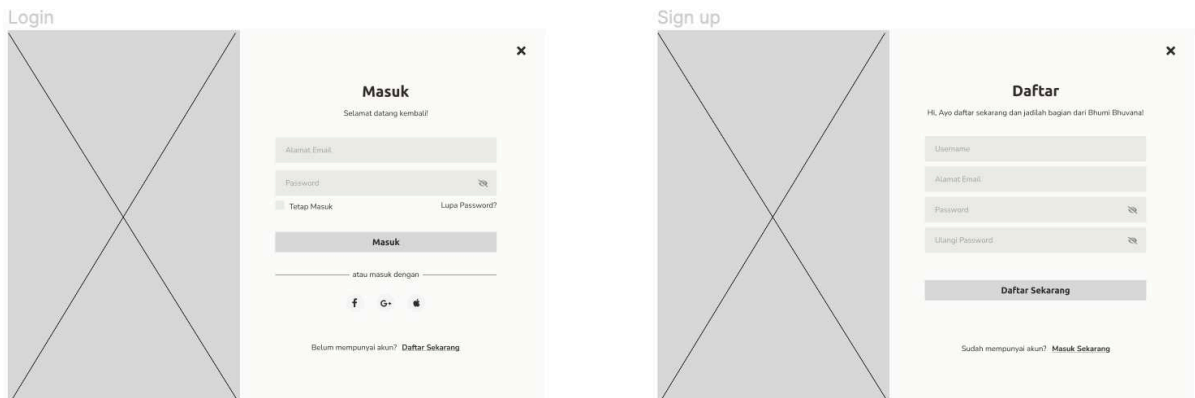 Login
Masuk
Selamat datang kembali!
Alamat Email
Password
Tetap Masuk
Lupa Password?
Masuk
atau masuk dengan
f G+
Belum mempunyai akun? Daftar Sekarang
Sign up
Daftar
Hi, Ayo daftar sekarang dan jadilah bagian dari Bhumi Bhuvana!
Username
Alamat Email
Password
Ulangi Password
Daftar Sekarang
Sudah mempunyai akun? Masuk Sekarang